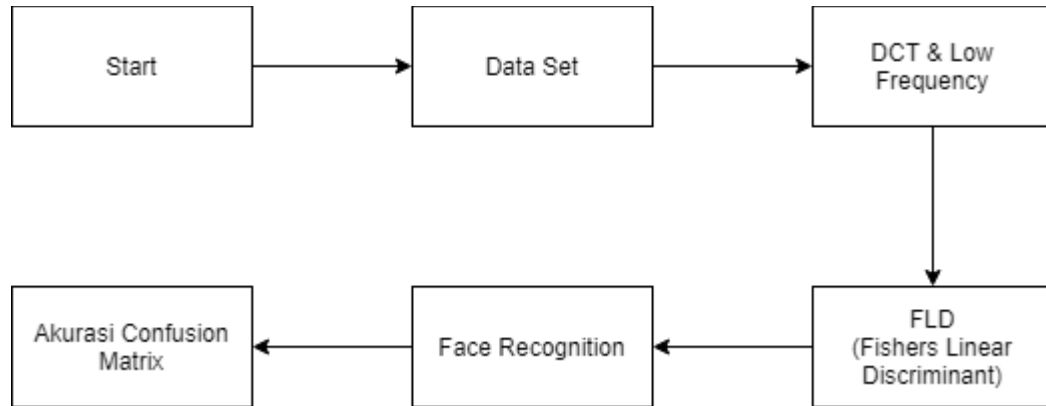 Start
Data Set
DCT & Low
Frequency
FLD
(Fishers Linear
Discriminant)
Face Recognition
Akurasi Confusion
Matrix